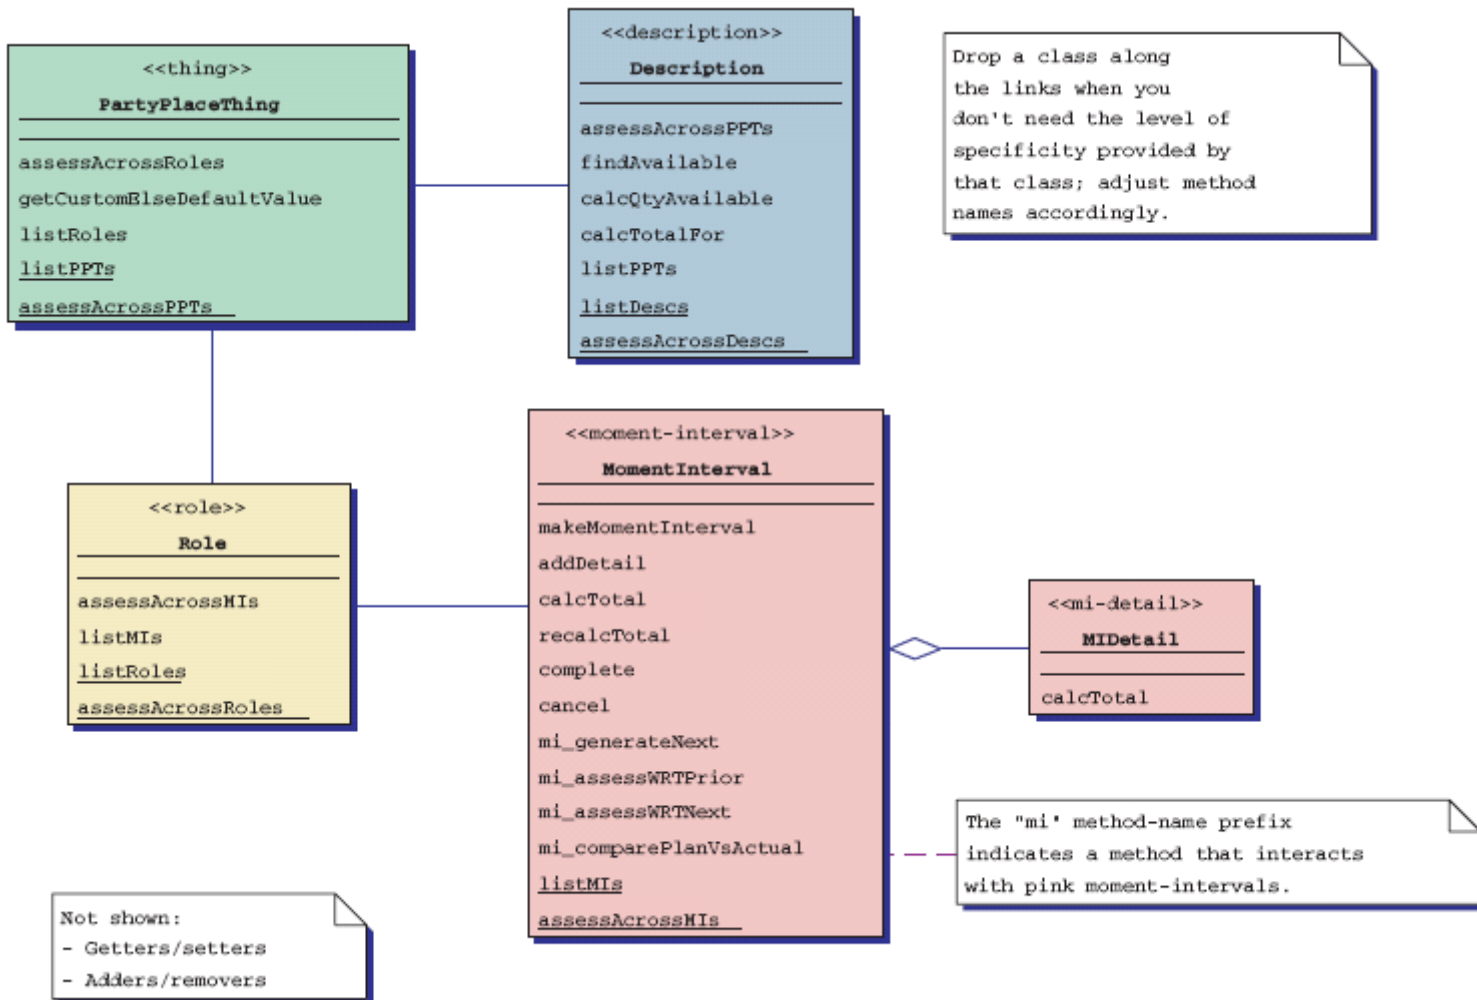 <<thing>>
PartyPlaceThing
assessAcrossRoles
getCustomElseDefaultValue
listRoles
listPPTs
assessAcrossPPTs
<<description>>
Description
assessAcrossPPTs
findAvailable
calcQtyAvailable
calcTotalFor
listPPTs
listDescs
assessAcrossDescs
Drop a class along
the links when you
don't need the level of
specificity provided by
that class; adjust method
names accordingly.
<<role>>
Role
assessAcrossMIs
listMIs
listRoles
assessAcrossRoles
<<moment-interval>>
MomentInterval
makeMomentInterval
addDetail
calcTotal
recalcTotal
complete
cancel
mi_generateNext
mi_assessWRTPrior
mi_assessWRTNext
mi_comparePlanVsActual
listMIs
assessAcrossMIs
<<mi-detail>>
MIDetail
calcTotal
The "mi" method-name prefix
indicates a method that interacts
with pink moment-intervals.
Not shown:
- Getters/setters
- Adders/removers